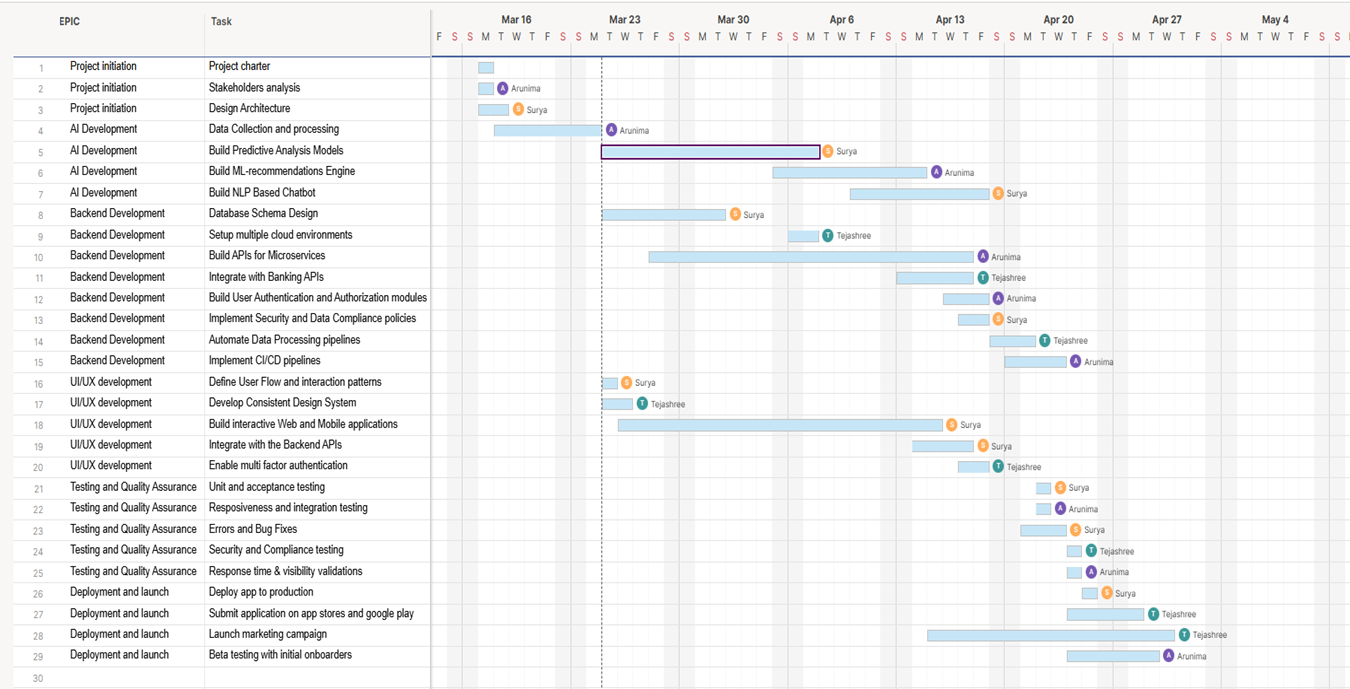 EPIC Task Mar 16 Mar 23 Mar 30 Apr 6 Apr 13 Apr 20 Apr 27 May 4
F S S M T W T F S S M T W T F S S M T W T F S S M T W T F S S M T W T F S S M T W T F S S M T W T F S S M T W T F S S
1 Project initiation Project charter
2 Project initiation Stakeholders analysis A Arunima
3 Project initiation Design Architecture S Surya
4 AI Development Data Collection and processing A Arunima
5 AI Development Build Predictive Analysis Models S Surya
6 AI Development Build ML-recommendations Engine A Arunima
7 AI Development Build NLP Based Chatbot S Surya
8 Backend Development Database Schema Design S Surya
9 Backend Development Setup multiple cloud environments T Tejashree
10 Backend Development Build APIs for Microservices A Arunima
11 Backend Development Integrate with Banking APIs T Tejashree
12 Backend Development Build User Authentication and Authorization modules A Arunima
13 Backend Development Implement Security and Data Compliance policies S Surya
14 Backend Development Automate Data Processing pipelines T Tejashree
15 Backend Development Implement CI/CD pipelines A Arunima
16 UI/UX development Define User Flow and interaction patterns S Surya
17 UI/UX development Develop Consistent Design System T Tejashree
18 UI/UX development Build interactive Web and Mobile applications S Surya
19 UI/UX development Integrate with the Backend APIs S Surya
20 UI/UX development Enable multi factor authentication T Tejashree
21 Testing and Quality Assurance Unit and acceptance testing S Surya
22 Testing and Quality Assurance Resposiveness and integration testing A Arunima
23 Testing and Quality Assurance Errors and Bug Fixes S Surya
24 Testing and Quality Assurance Security and Compliance testing T Tejashree
25 Testing and Quality Assurance Response time & visibility validations A Arunima
26 Deployment and launch Deploy app to production S Surya
27 Deployment and launch Submit application on app stores and google play T Tejashree
28 Deployment and launch Launch marketing campaign T Tejashree
29 Deployment and launch Beta testing with initial onboarders A Arunima
30